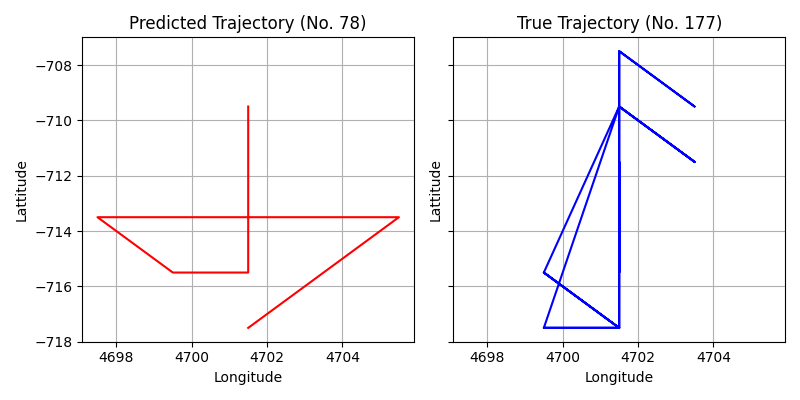 Predicted Trajectory (No. 78)
True Trajectory (No. 177)
Lattitude
−708
−710
−712
−714
−716
−718
4698
4700
4702
4704
Longitude
Lattitude
4698
4700
4702
4704
Longitude